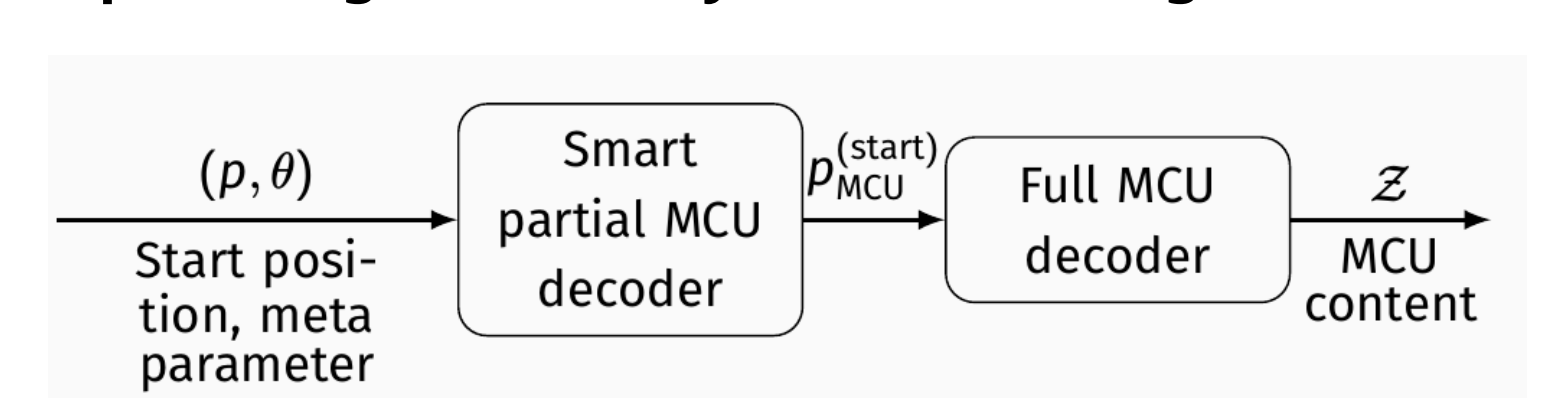 (p, θ)
Start posi-
tion, meta
parameter
Smart
partial MCU
decoder
p_MCU^(start)
Full MCU
decoder
𝒵
MCU
content